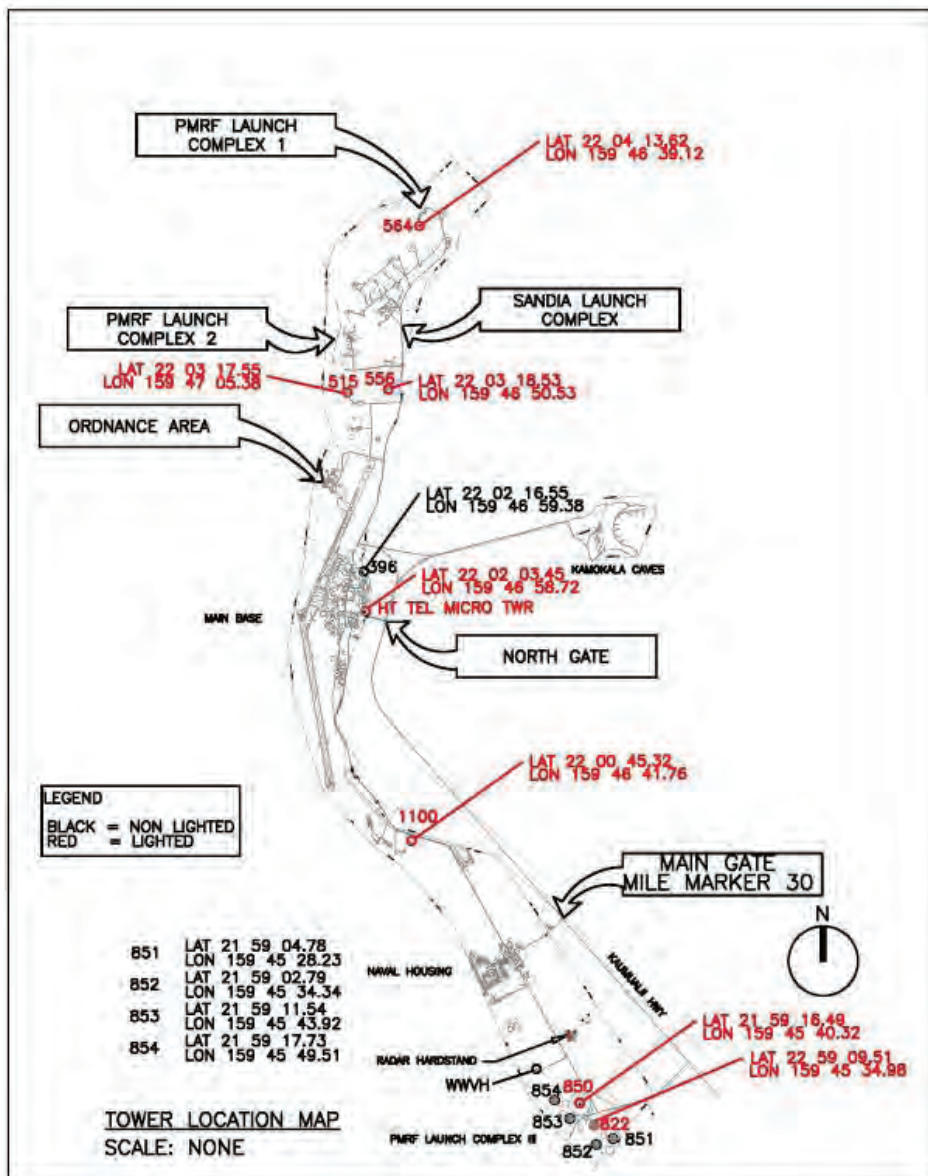 PMRF LAUNCH
COMPLEX 1
LAT 22 04 13.62
LON 159 46 39.12
564
SANDIA LAUNCH
COMPLEX
PMRF LAUNCH
COMPLEX 2
LAT 22 03 17.55
LON 159 47 05.38
515
556
LAT 22 03 18.53
LON 159 46 50.53
ORDNANCE AREA
LAT 22 02 16.55
LON 159 46 59.38
396
KAMOKALA CAVES
LAT 22 02 03.45
LON 159 46 58.72
HT TEL MICRO TWR
MAIN BASE
NORTH GATE
LAT 22 00 45.32
LON 159 46 41.76
1100
LEGEND
BLACK = NON LIGHTED
RED = LIGHTED
MAIN GATE
MILE MARKER 30
N
851 LAT 21 59 04.78
LON 159 45 28.23
852 LAT 21 59 02.79
LON 159 45 34.34
853 LAT 21 59 11.54
LON 159 45 43.92
854 LAT 21 59 17.73
LON 159 45 49.51
NAVAL HOUSING
KAUMUALII HWY
LAT 21 59 16.49
LON 159 45 40.32
LAT 22 59 09.51
LON 159 45 34.98
RADAR HARDSTAND
WWVH
854
850
853
822
851
852
PMRF LAUNCH COMPLEX III
TOWER LOCATION MAP
SCALE: NONE